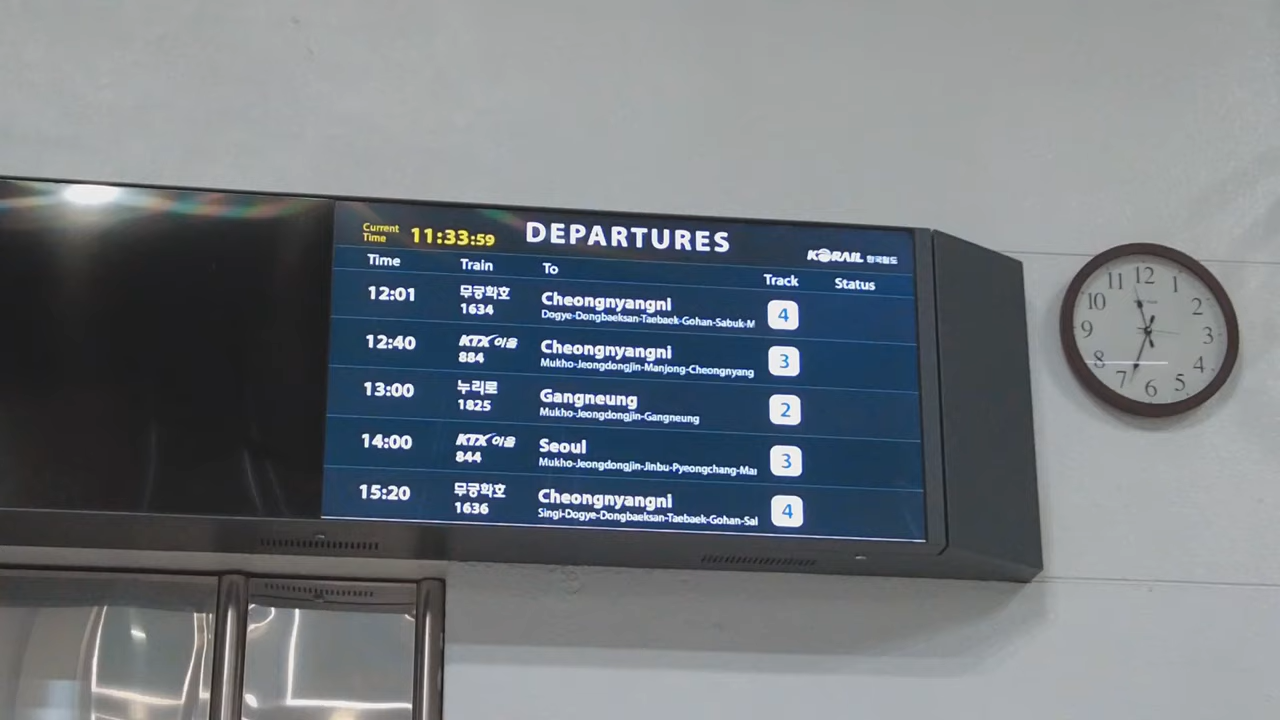 Current Time 11:33:59 DEPARTURES KORAIL 한국철도
Time Train To Track Status
12:01 무궁화호 1634 Cheongnyangni 4
Dogye-Dongbaeksan-Taebaek-Gohan-Sabuk-M
12:40 KTX 이음 884 Cheongnyangni 3
Mukho-Jeongdongjin-Manjong-Cheongnyang
13:00 누리로 1825 Gangneung 2
Mukho-Jeongdongjin-Gangneung
14:00 KTX 이음 844 Seoul 3
Mukho-Jeongdongjin-Jinbu-Pyeongchang-Man
15:20 무궁화호 1636 Cheongnyangni 4
Singi-Dogye-Dongbaeksan-Taebaek-Gohan-Sal
12 1 2 3 4 5 6 7 8 9 10 11